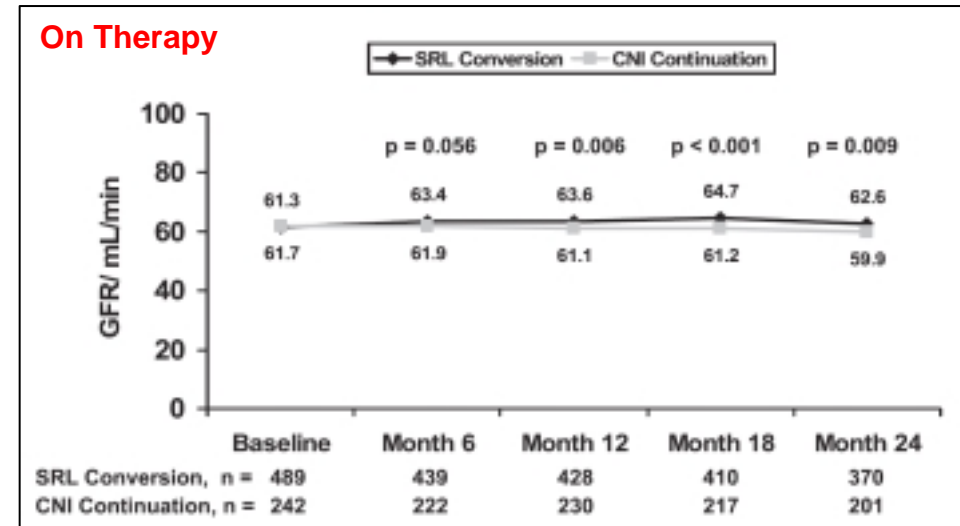 On Therapy
SRL Conversion CNI Continuation
100
80
60
40
20
0
GFR/ mL/min
p = 0.056 p = 0.006 p < 0.001 p = 0.009
61.3 63.4 63.6 64.7 62.6
61.7 61.9 61.1 61.2 59.9
Baseline Month 6 Month 12 Month 18 Month 24
SRL Conversion, n = 489 439 428 410 370
CNI Continuation, n = 242 222 230 217 201